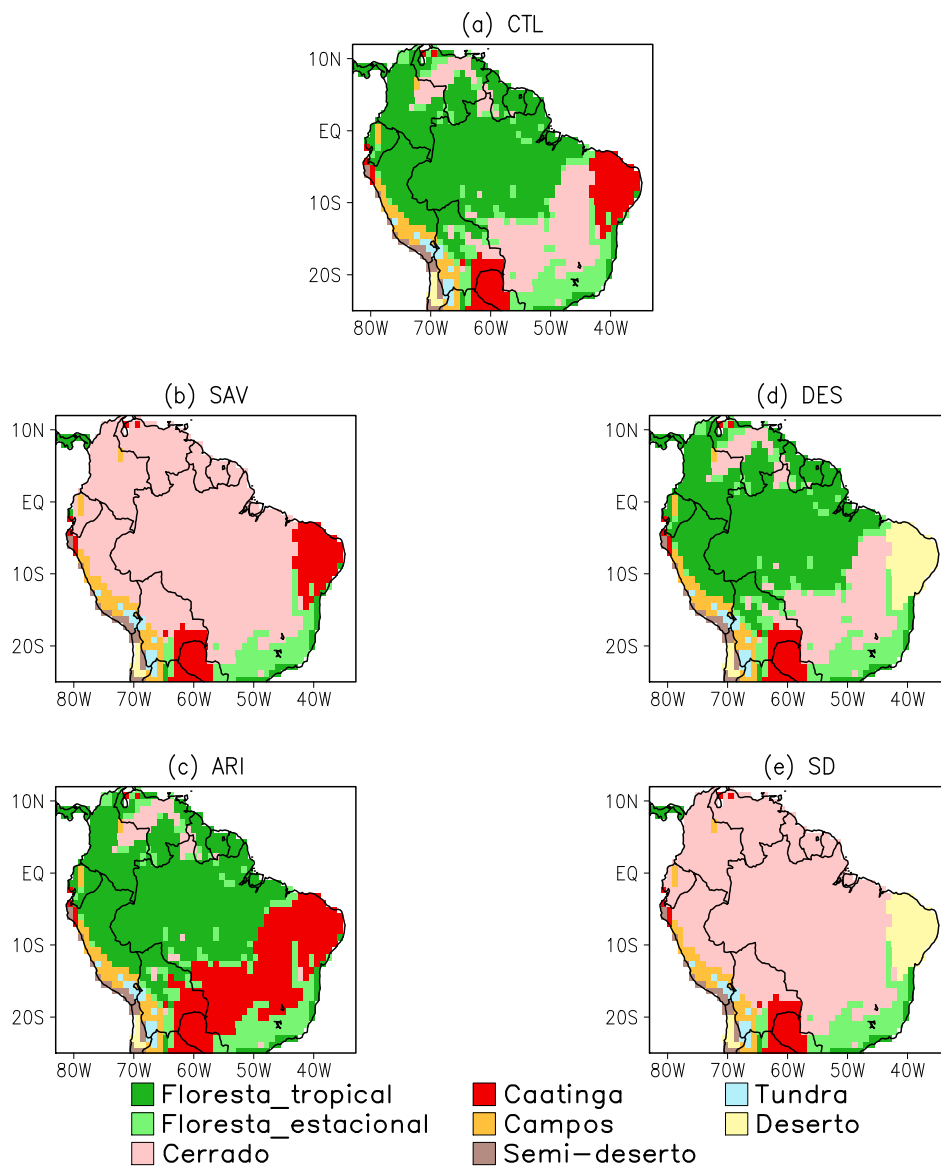 (a) CTL
10N
EQ
10S
20S
80W 70W 60W 50W 40W
(b) SAV
10N
EQ
10S
20S
80W 70W 60W 50W 40W
(d) DES
10N
EQ
10S
20S
80W 70W 60W 50W 40W
(c) ARI
10N
EQ
10S
20S
80W 70W 60W 50W 40W
(e) SD
10N
EQ
10S
20S
80W 70W 60W 50W 40W
Floresta_tropical Caatinga Tundra
Floresta_estacional Campos Deserto
Cerrado Semi-deserto